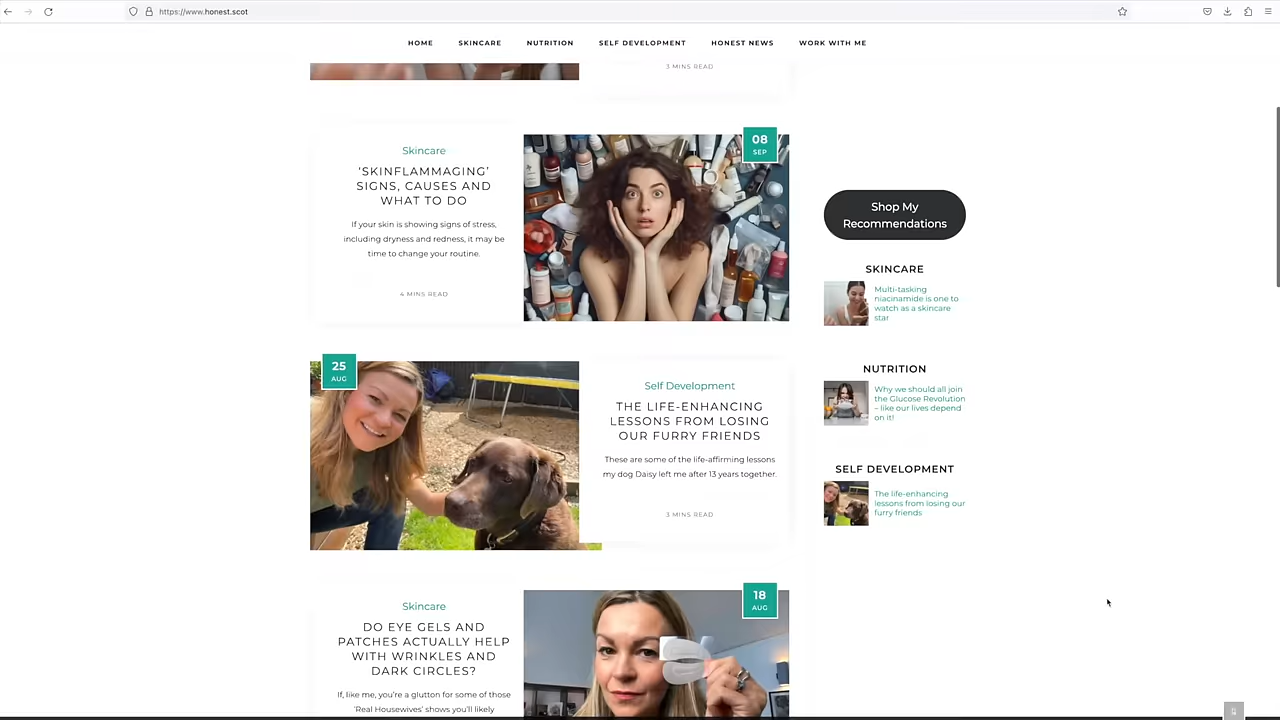 https://www.honest.scot
HOME SKINCARE NUTRITION SELF DEVELOPMENT HONEST NEWS WORK WITH ME
3 MINS READ
Skincare
‘SKINFLAMMAGING’
SIGNS, CAUSES AND
WHAT TO DO
If your skin is showing signs of stress,
including dryness and redness, it may be
time to change your routine.
4 MINS READ
08
SEP
25
AUG
Self Development
THE LIFE-ENHANCING
LESSONS FROM LOSING
OUR FURRY FRIENDS
These are some of the life-affirming lessons
my dog Daisy left me after 13 years together.
3 MINS READ
Skincare
DO EYE GELS AND
PATCHES ACTUALLY HELP
WITH WRINKLES AND
DARK CIRCLES?
If, like me, you’re a glutton for some of those
‘Real Housewives’ shows you’ll likely
18
AUG
Shop My
Recommendations
SKINCARE
Multi-tasking
niacinamide is one to
watch as a skincare
star
NUTRITION
Why we should all join
the Glucose Revolution
– like our lives depend
on it!
SELF DEVELOPMENT
The life-enhancing
lessons from losing our
furry friends